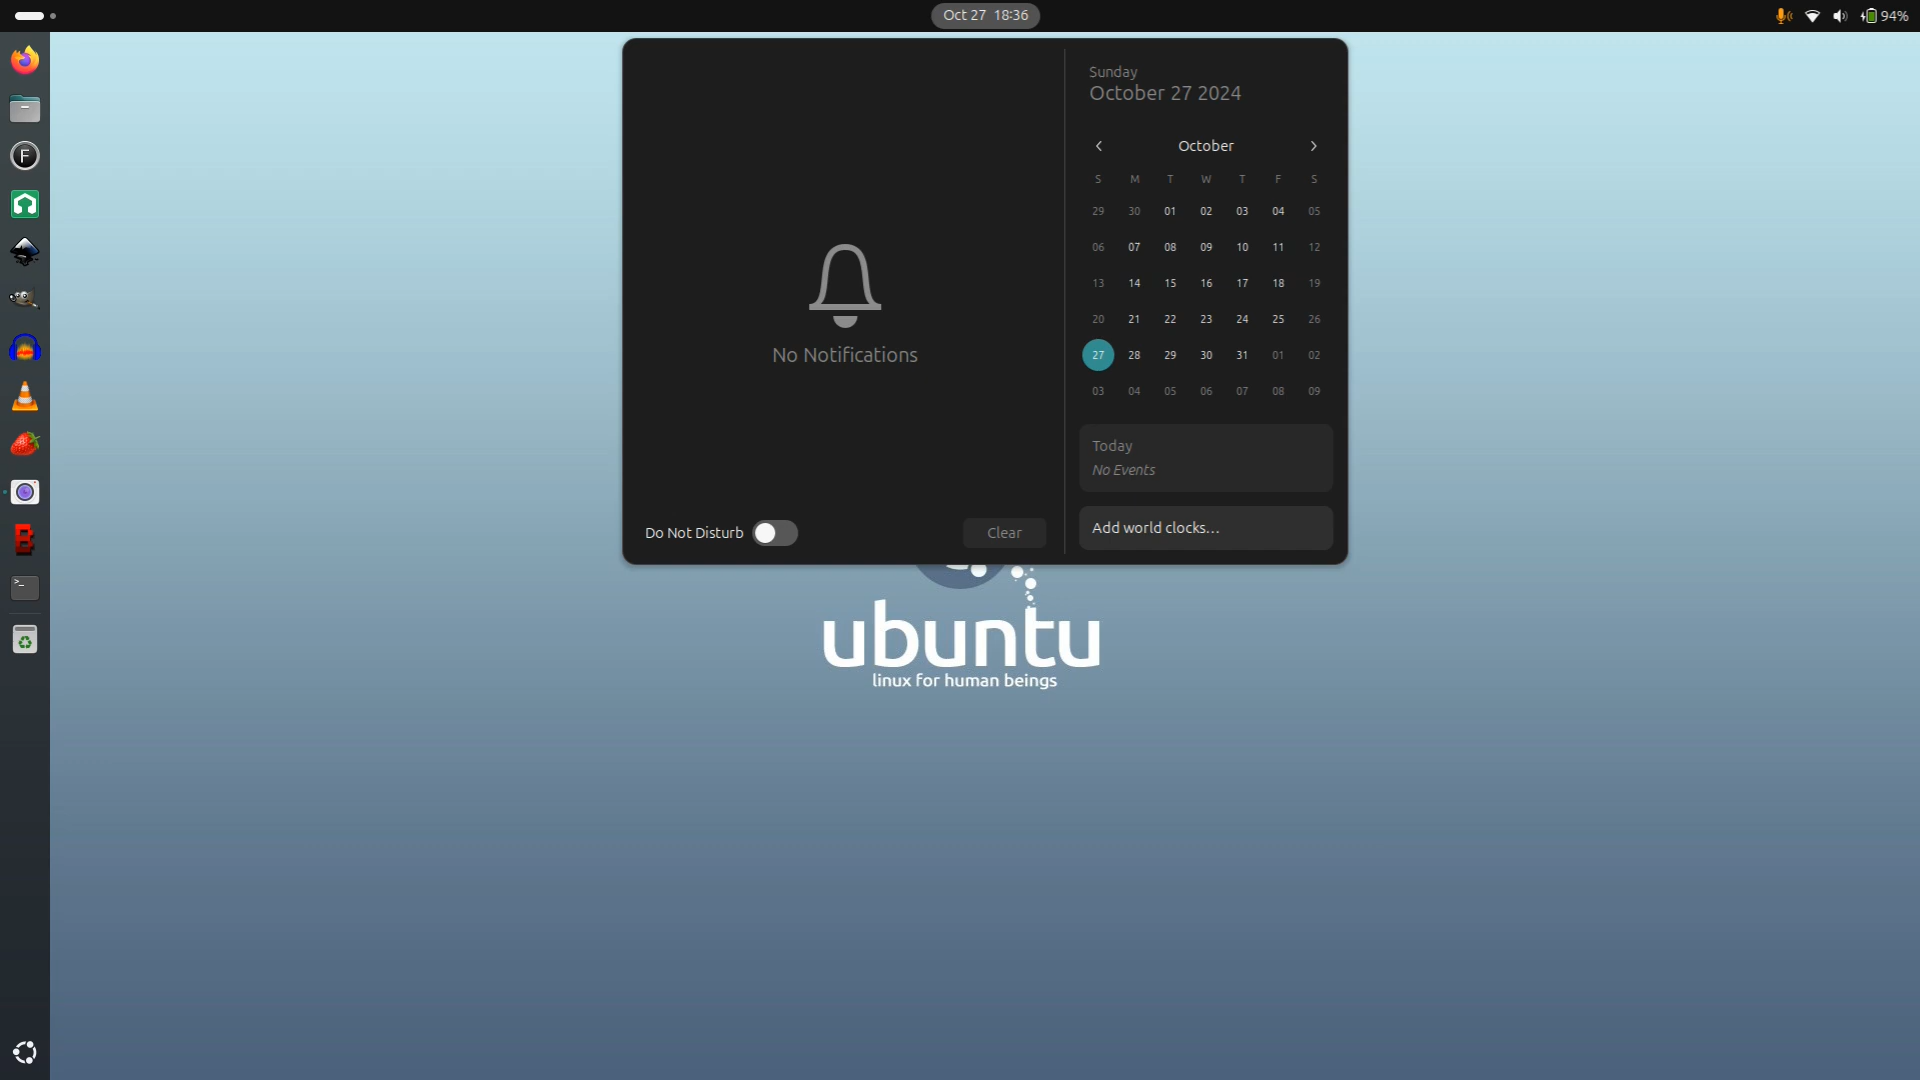 Oct 27 18:36
94%
No Notifications
Do Not Disturb
Clear
Sunday
October 27 2024
October
S M T W T F S
29 30 01 02 03 04 05
06 07 08 09 10 11 12
13 14 15 16 17 18 19
20 21 22 23 24 25 26
27 28 29 30 31 01 02
03 04 05 06 07 08 09
Today
No Events
Add world clocks…
ubuntu
linux for human beings
F
B
>_